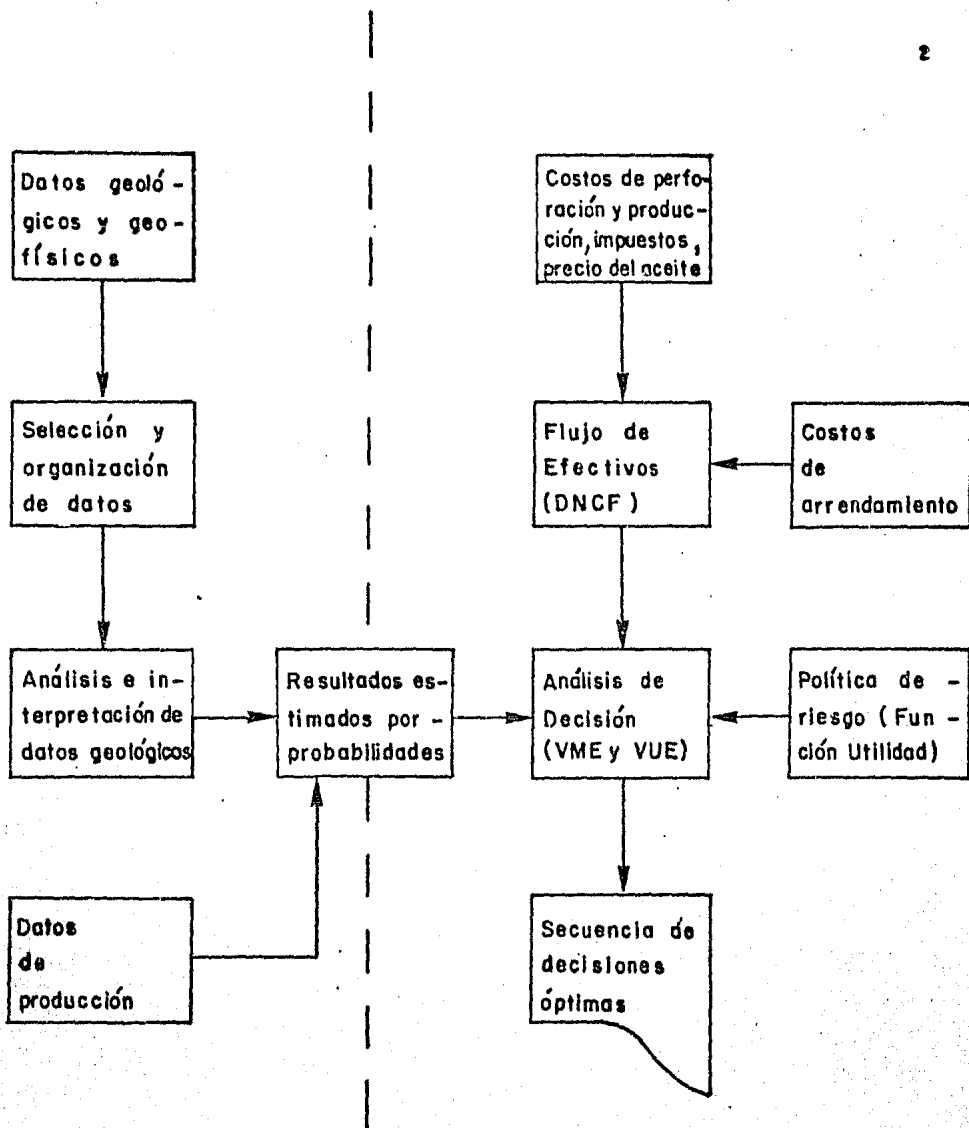 2
Datos geoló-
gicos y geo-
físicos
Costos de perfo-
ración y produc-
ción, impuestos,
precio del aceite
Selección y
organización
de datos
Flujo de
Efectivos
(DNCF)
Costos
de
arrendamiento
Análisis e in-
terpretación de
datos geológicos
Resultados es-
timados por -
probabilidades
Análisis de
Decisión
(VME y VUE)
Política de -
riesgo (Fun -
ción Utilidad)
Datos
de
producción
Secuencia de
decisiones
óptimas